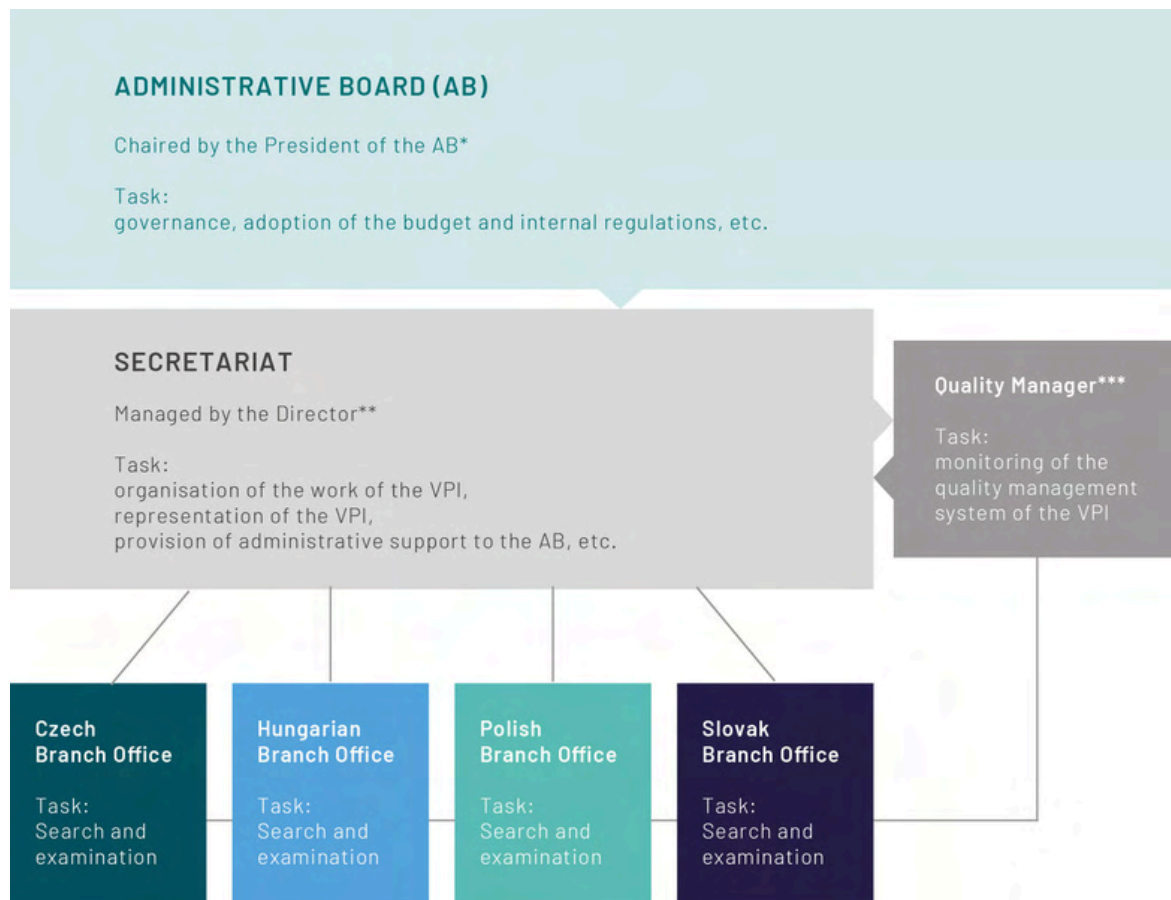 ADMINISTRATIVE BOARD (AB)
Chaired by the President of the AB*
Task:
governance, adoption of the budget and internal regulations, etc.
SECRETARIAT
Managed by the Director**
Task:
organisation of the work of the VPI,
representation of the VPI,
provision of administrative support to the AB, etc.
Quality Manager***
Task:
monitoring of the
quality management
system of the VPI
Czech
Branch Office
Task:
Search and
examination
Hungarian
Branch Office
Task:
Search and
examination
Polish
Branch Office
Task:
Search and
examination
Slovak
Branch Office
Task:
Search and
examination